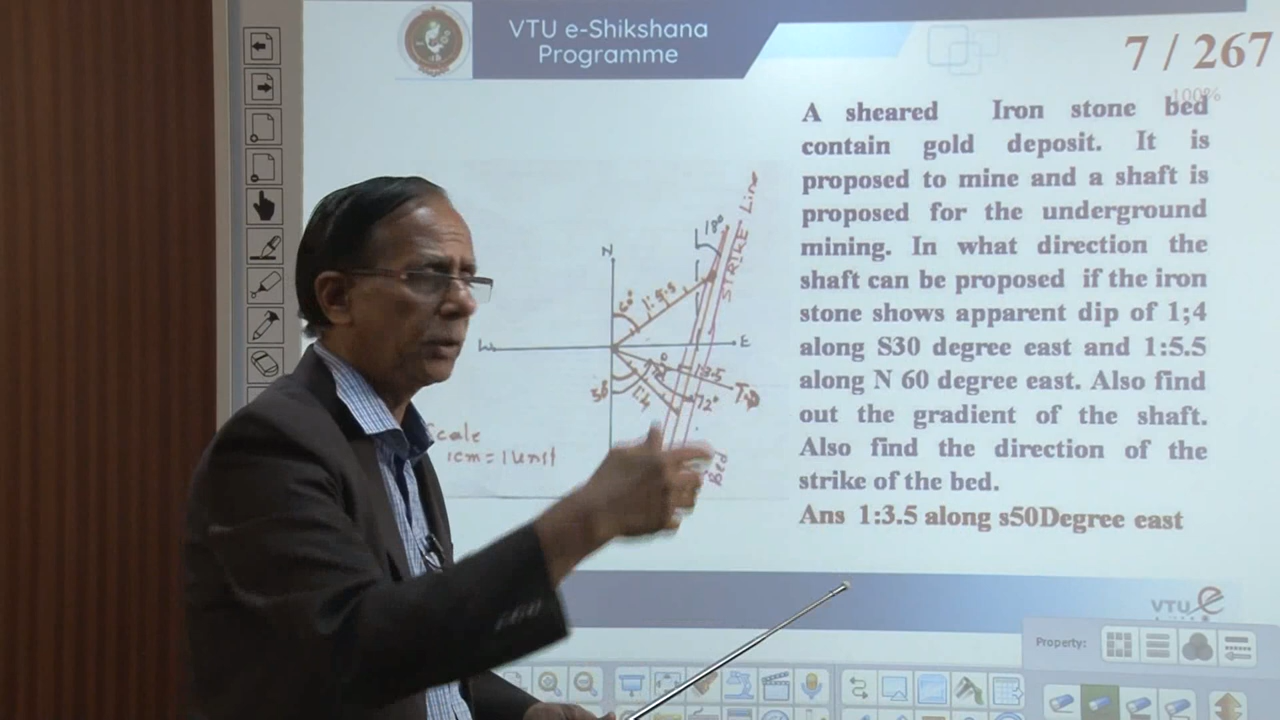 VTU e-Shikshana
Programme
7 / 267
100%
A sheared Iron stone bed
contain gold deposit. It is
proposed to mine and a shaft is
proposed for the underground
mining. In what direction the
shaft can be proposed if the iron
stone shows apparent dip of 1;4
along S30 degree east and 1:5.5
along N 60 degree east. Also find
out the gradient of the shaft.
Also find the direction of the
strike of the bed.
Ans 1:3.5 along s50Degree east
N
18°
STRIKE Line
60°
1:5.5
W
E
1:3.5
1:4
72°
Bed
cale
1cm = 1 Unit
VTU e
Property: